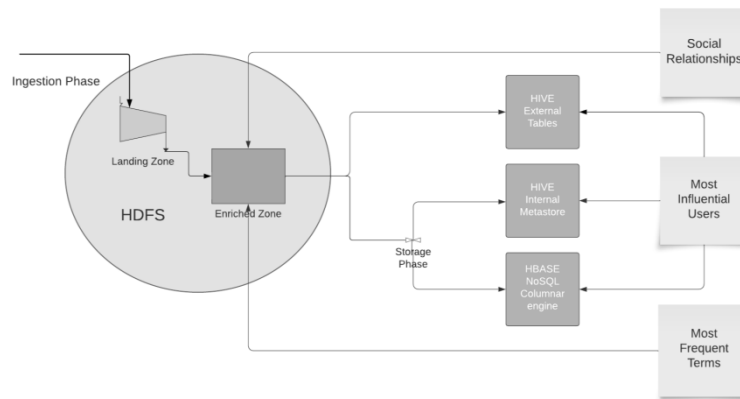 Social
Relationships
Ingestion Phase
HIVE
External
Tables
Landing Zone
HDFS
Enriched Zone
HIVE
Internal
Metastore
Most
Influential
Users
Storage
Phase
HBASE
NoSQL
Columnar
engine
Most
Frequent
Terms